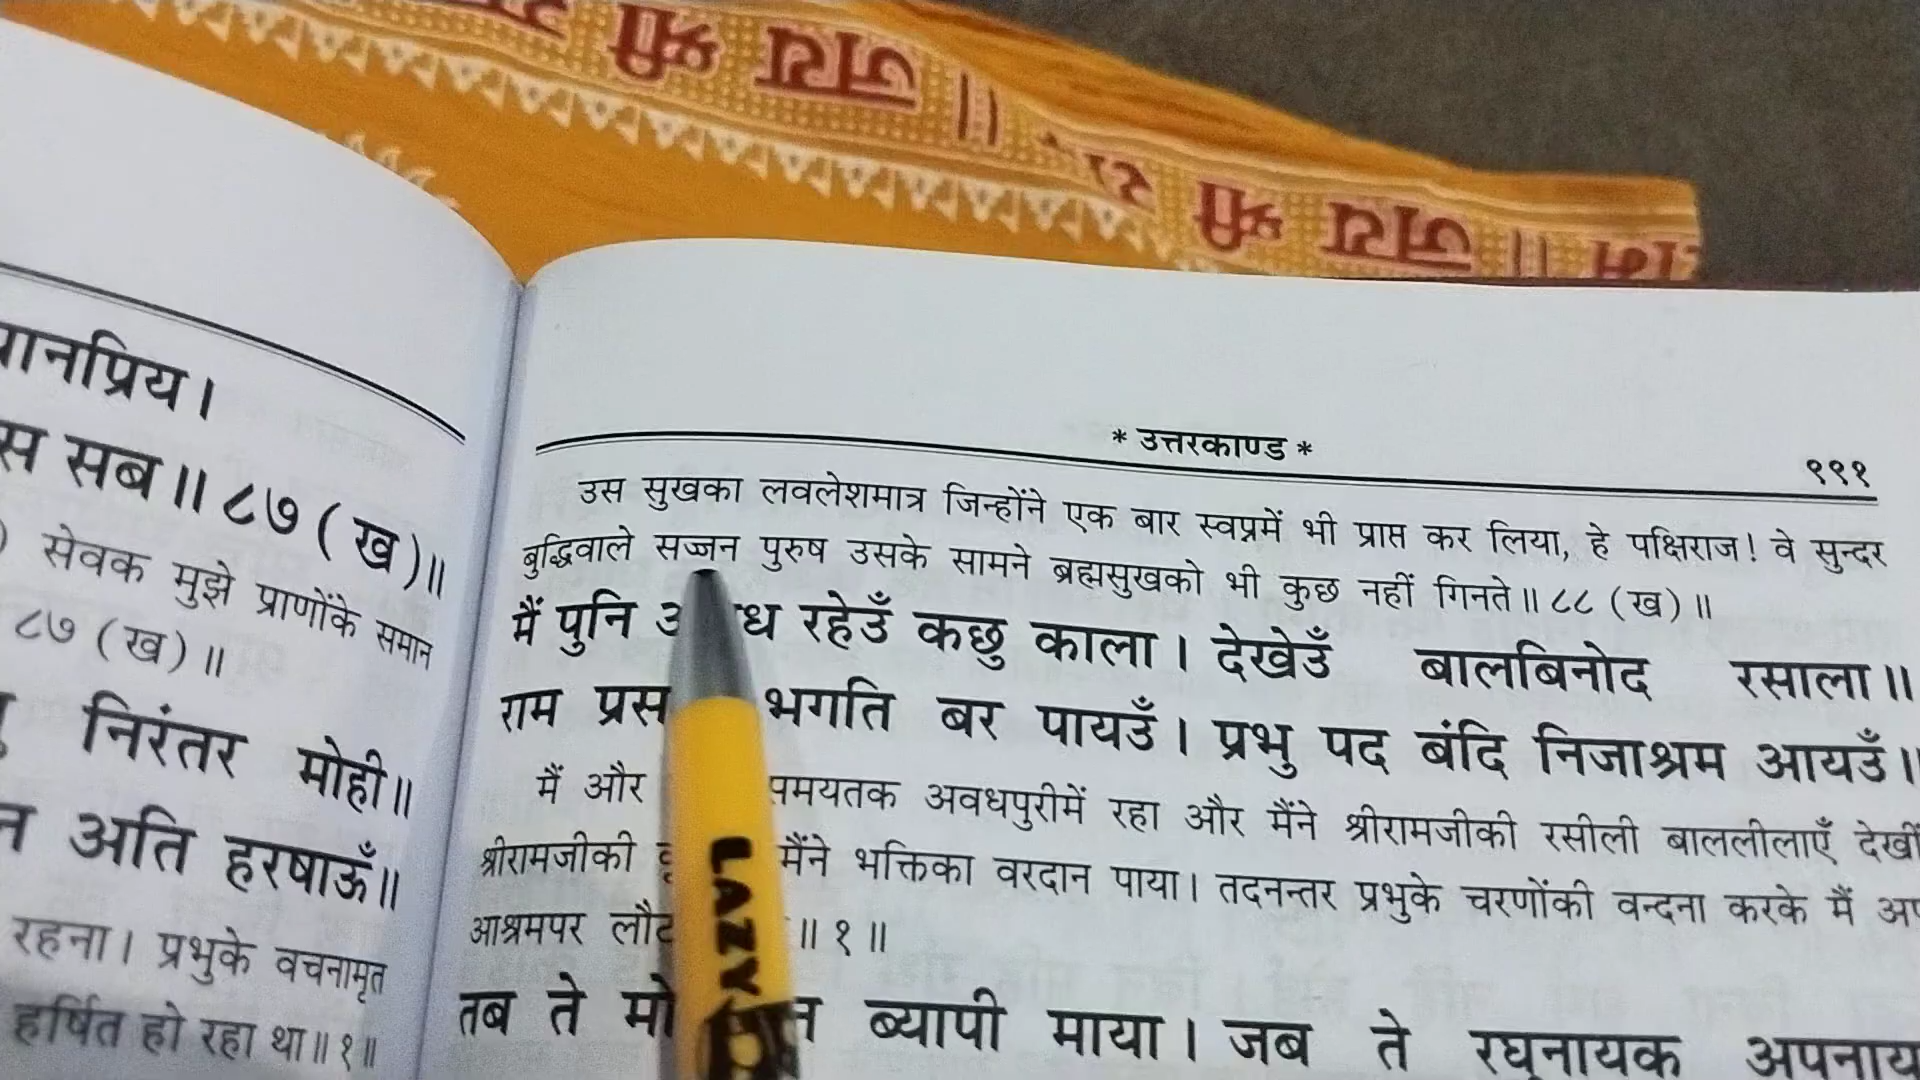 जय श्री
॥ जय श्री
॥ जय श्री
पानप्रिय।
स सब॥ ८७ (ख)॥
सेवक मुझे प्राणोंके समान
८७ (ख)॥
निरंतर मोही॥
न अति हरषाऊँ॥
रहना। प्रभुके वचनामृत
हर्षित हो रहा था॥ १॥
* उत्तरकाण्ड *
९९१
उस सुखका लवलेशमात्र जिन्होंने एक बार स्वप्नमें भी प्राप्त कर लिया, हे पक्षिराज! वे सुन्दर
बुद्धिवाले सज्जन पुरुष उसके सामने ब्रह्मसुखको भी कुछ नहीं गिनते॥ ८८ (ख)॥
मैं पुनि ध रहेउँ कछु काला। देखेउँ बालबिनोद रसाला॥
राम प्रस भगति बर पायउँ। प्रभु पद बंदि निजाश्रम आयउँ॥
मैं और समयतक अवधपुरीमें रहा और मैंने श्रीरामजीकी रसीली बाललीलाएँ देखीं
श्रीरामजीकी मैंने भक्तिका वरदान पाया। तदनन्तर प्रभुके चरणोंकी वन्दना करके मैं अप
आश्रमपर लौट ॥ १॥
तब ते मो न ब्यापी माया। जब ते रघुनायक अपनाय
LAZY